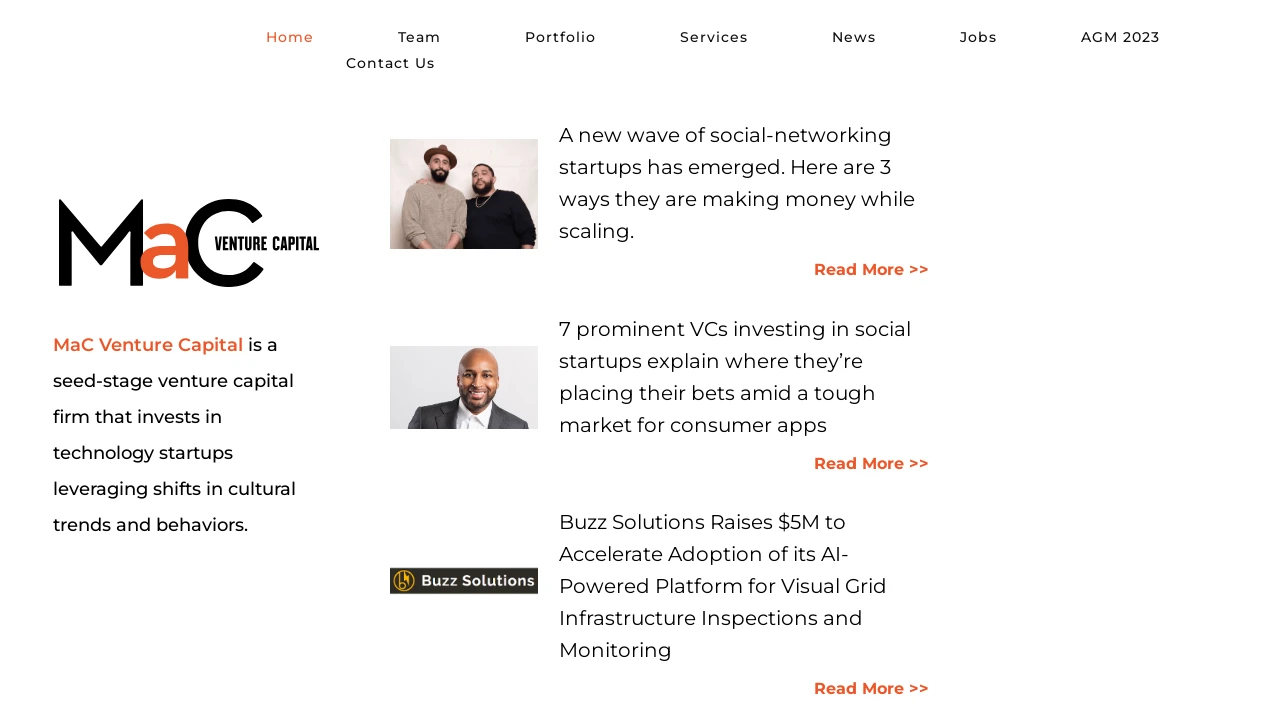 Home Team Portfolio Services News Jobs AGM 2023
Contact Us
MaC VENTURE CAPITAL
MaC Venture Capital is a
seed-stage venture capital
firm that invests in
technology startups
leveraging shifts in cultural
trends and behaviors.
A new wave of social-networking
startups has emerged. Here are 3
ways they are making money while
scaling.
Read More >>
7 prominent VCs investing in social
startups explain where they’re
placing their bets amid a tough
market for consumer apps
Read More >>
Buzz Solutions
Buzz Solutions Raises $5M to
Accelerate Adoption of its AI-
Powered Platform for Visual Grid
Infrastructure Inspections and
Monitoring
Read More >>